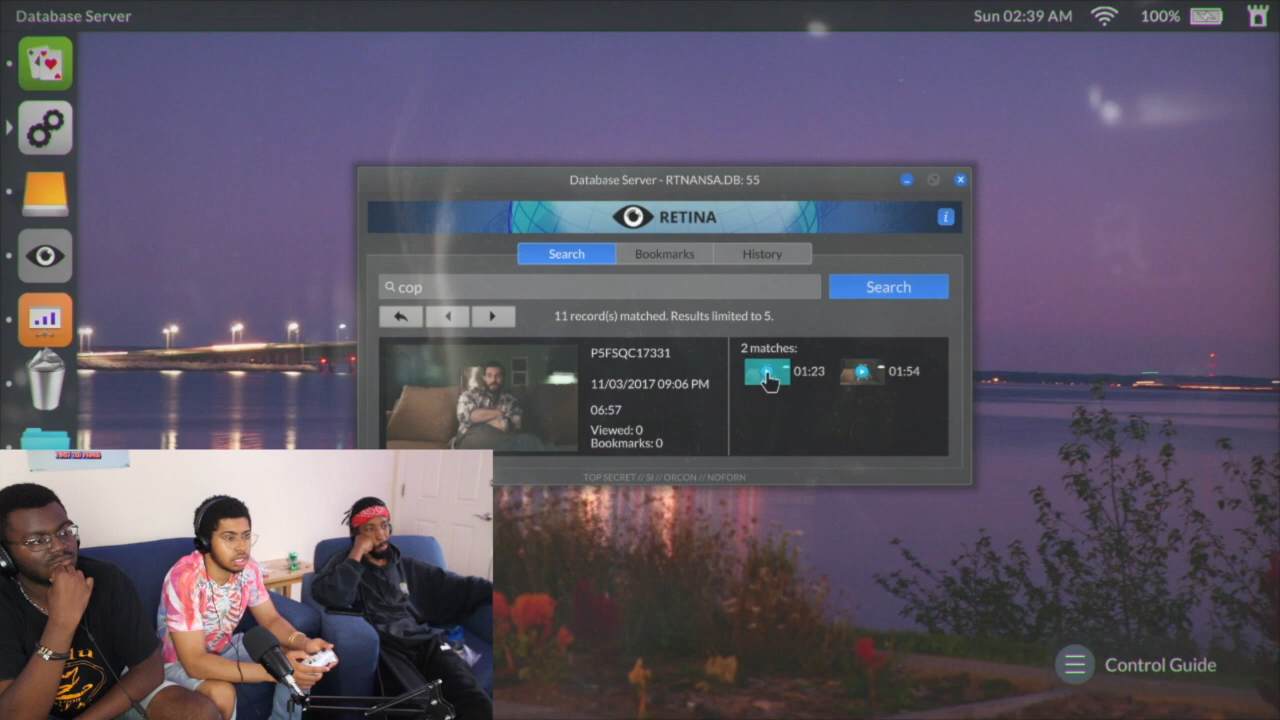 Database Server
Sun 02:39 AM
100%
Database Server - RTNANSA.DB: 55
RETINA
i
Search
Bookmarks
History
cop
Search
11 record(s) matched. Results limited to 5.
P5FSQC17331
11/03/2017 09:06 PM
06:57
Viewed: 0
Bookmarks: 0
2 matches:
01:23
01:54
TOP SECRET // SI // ORCON // NOFORN
Control Guide